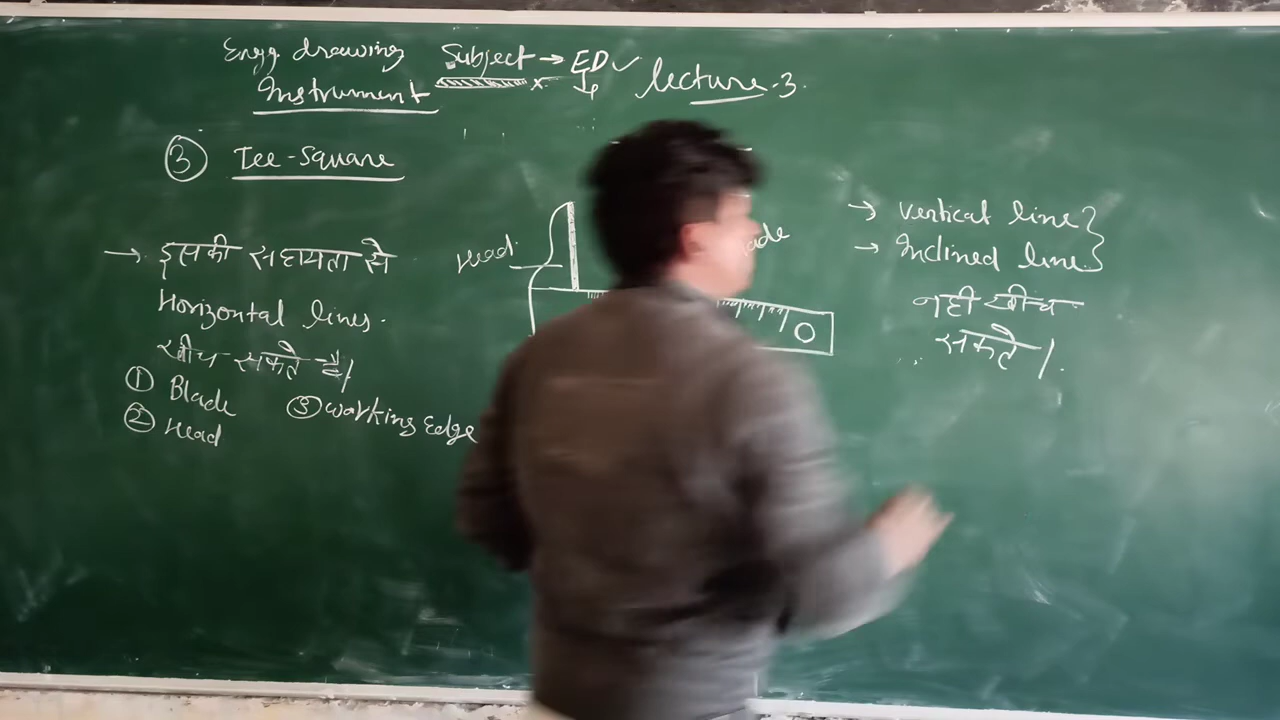 Engg drawing
Instrument
Subject → ED✓
Lecture-3.
③ Tee-Square
→ इसकी सहायता से
Horizontal lines.
खींच सकते है।
① Blade
② Head
③ working Edge
Head
→ vertical line }
→ Inclined line }
नही खींच
सकते।